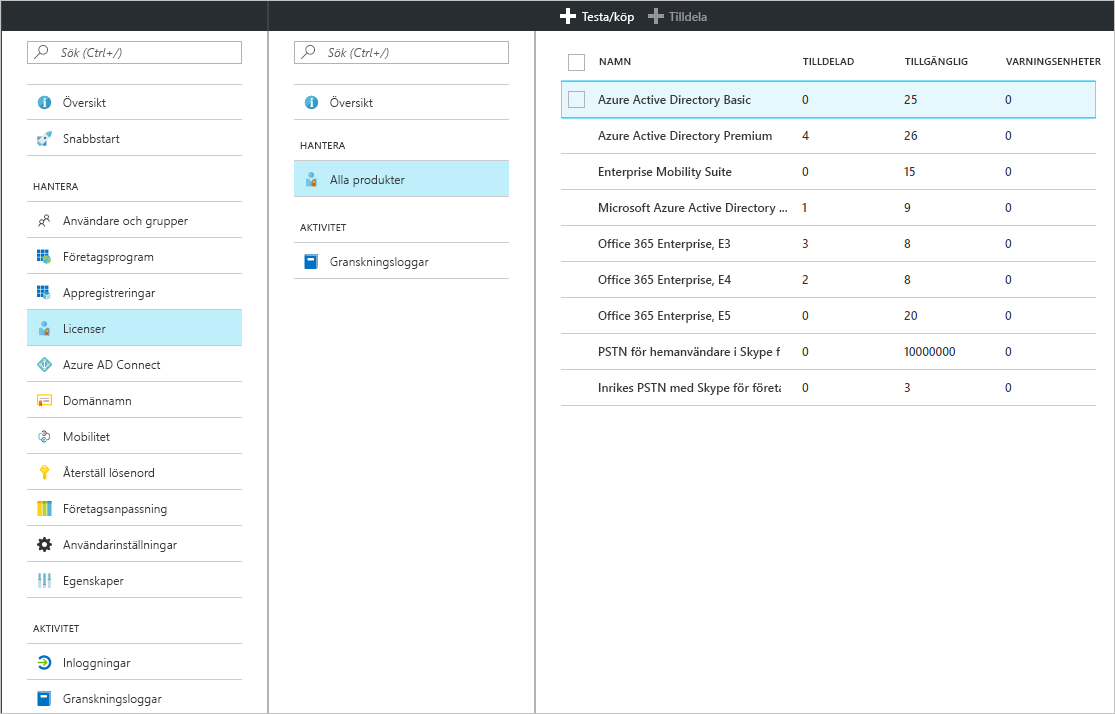 Testa/köp Tilldela
Sök (Ctrl+/)
Översikt
Snabbstart
HANTERA
Användare och grupper
Företagsprogram
Appregistreringar
Licenser
Azure AD Connect
Domännamn
Mobilitet
Återställ lösenord
Företagsanpassning
Användarinställningar
Egenskaper
AKTIVITET
Inloggningar
Granskningsloggar
Sök (Ctrl+/)
Översikt
HANTERA
Alla produkter
AKTIVITET
Granskningsloggar
NAMN TILLDELAD TILLGÄNGLIG VARNINGSENHETER
Azure Active Directory Basic 0 25 0
Azure Active Directory Premium 4 26 0
Enterprise Mobility Suite 0 15 0
Microsoft Azure Active Directory ... 1 9 0
Office 365 Enterprise, E3 3 8 0
Office 365 Enterprise, E4 2 8 0
Office 365 Enterprise, E5 0 20 0
PSTN för hemanvändare i Skype f 0 10000000 0
Inrikes PSTN med Skype för företa 0 3 0